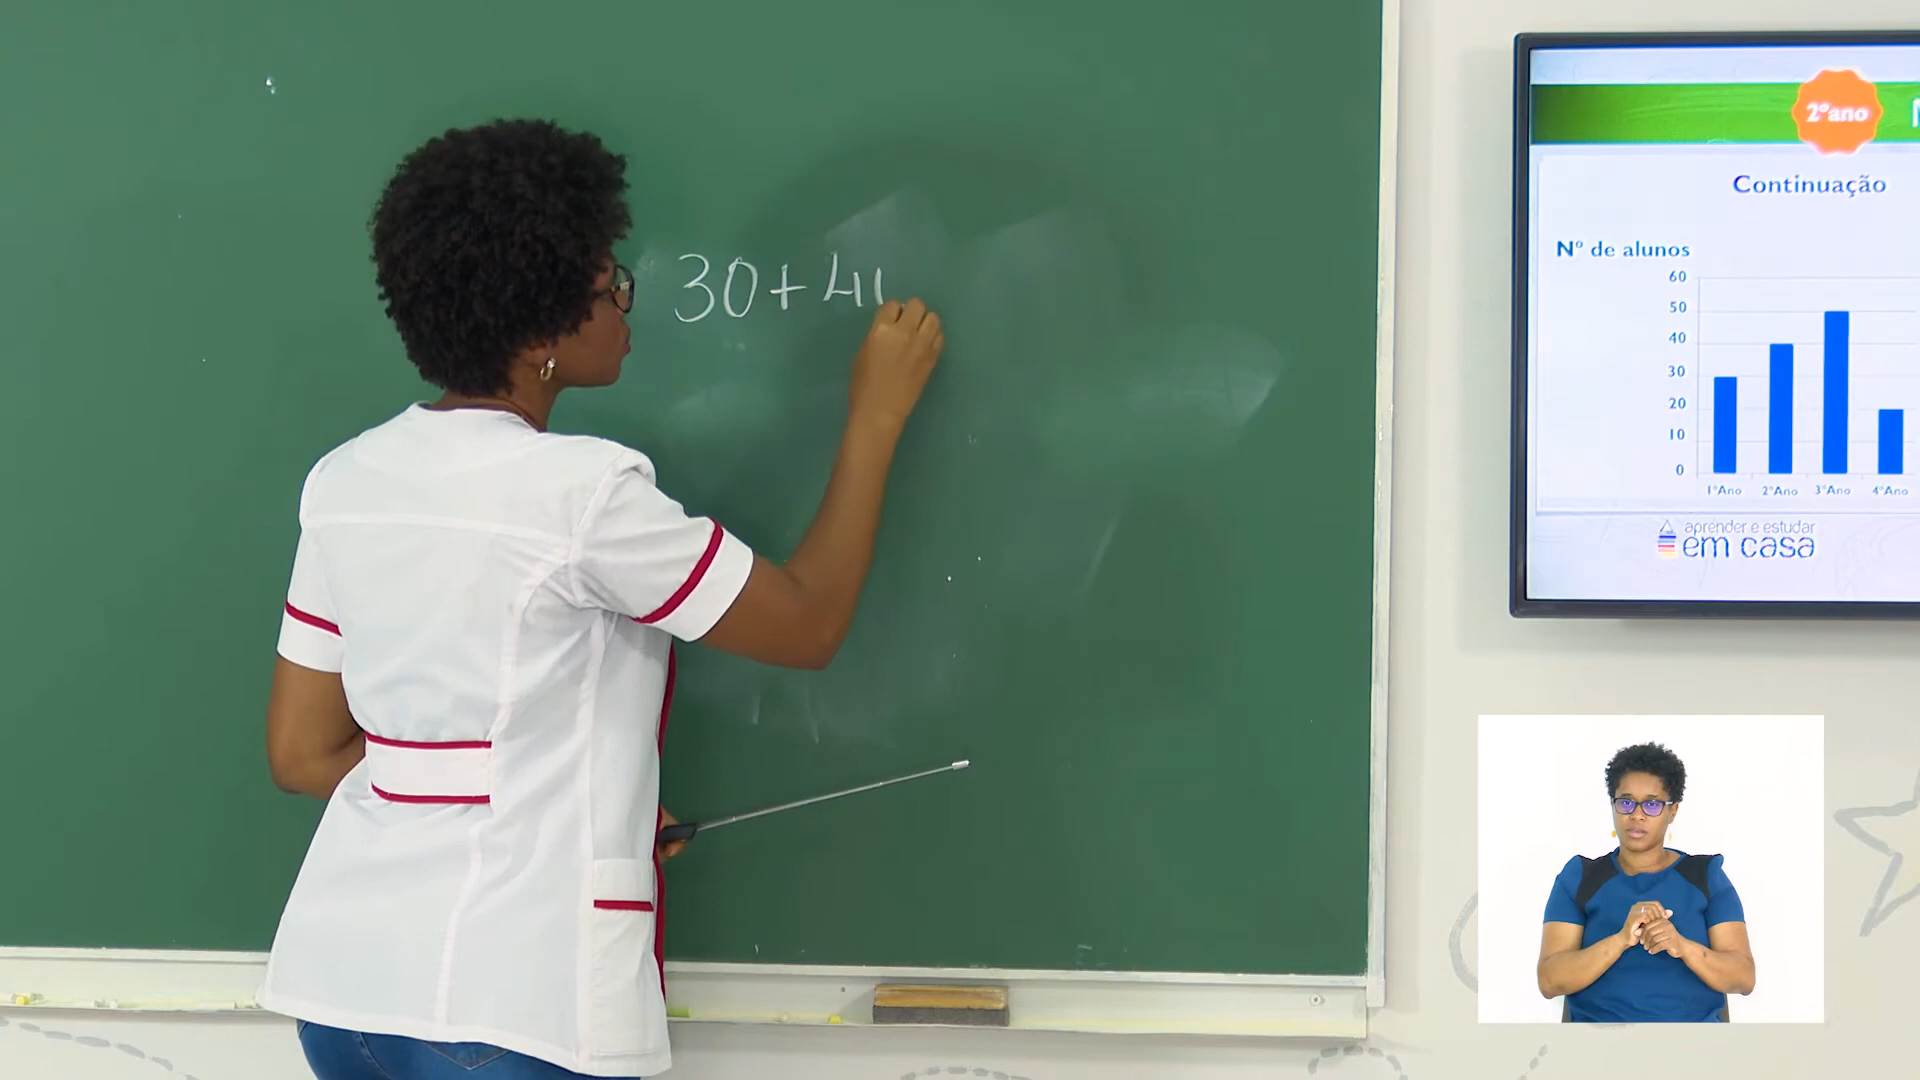 30+4
2ºano
Continuação
Nº de alunos
60
50
40
30
20
10
0
1ºAno 2ºAno 3ºAno 4ºAno
aprender e estudar
em casa